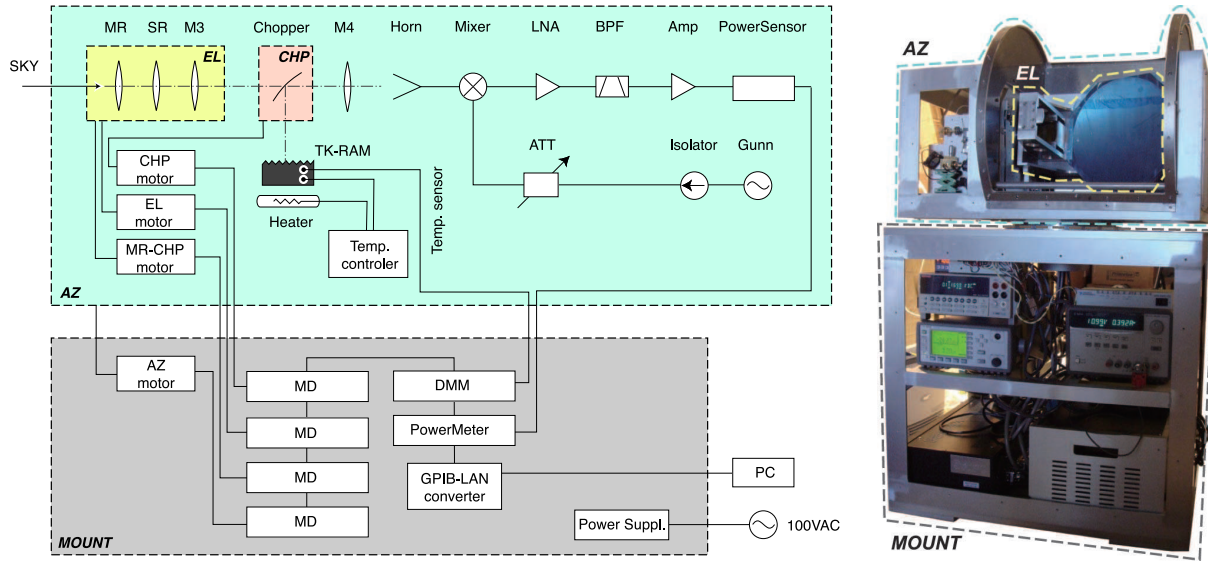 MR SR M3 Chopper M4 Horn Mixer LNA BPF Amp PowerSensor
EL
CHP
SKY
TK-RAM
Heater
Temp.
controler
Temp. sensor
ATT
Isolator
Gunn
CHP
motor
EL
motor
MR-CHP
motor
AZ
AZ
motor
MD
MD
MD
MD
DMM
PowerMeter
GPIB-LAN
converter
PC
Power Suppl.
100VAC
MOUNT
AZ
EL
MOUNT